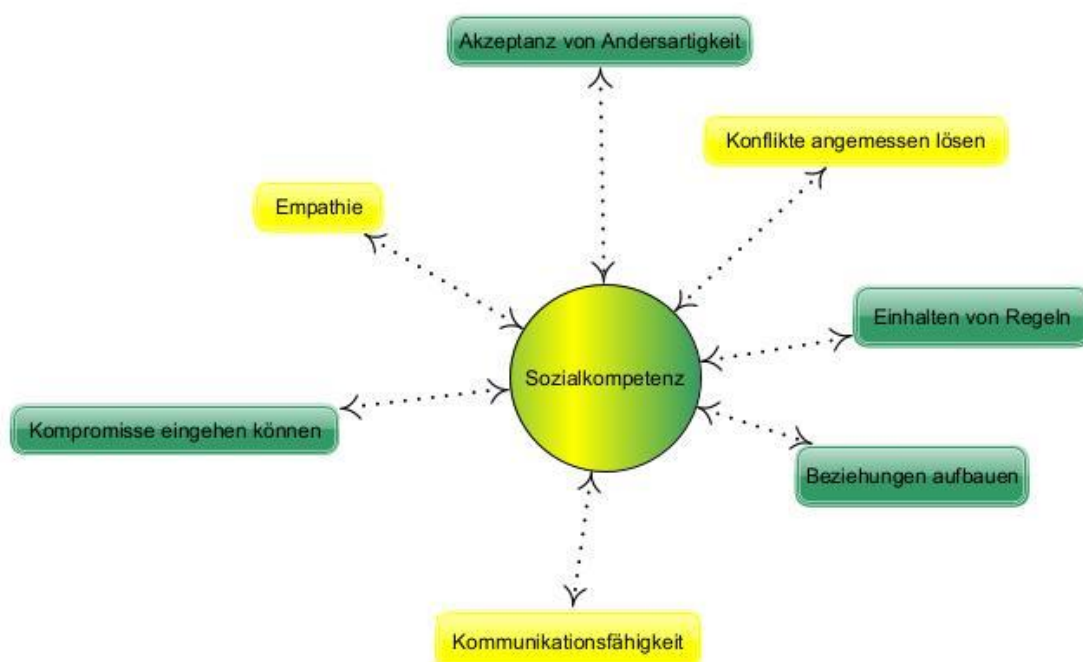 Akzeptanz von Andersartigkeit
Konflikte angemessen lösen
Empathie
Einhalten von Regeln
Sozialkompetenz
Kompromisse eingehen können
Beziehungen aufbauen
Kommunikationsfähigkeit